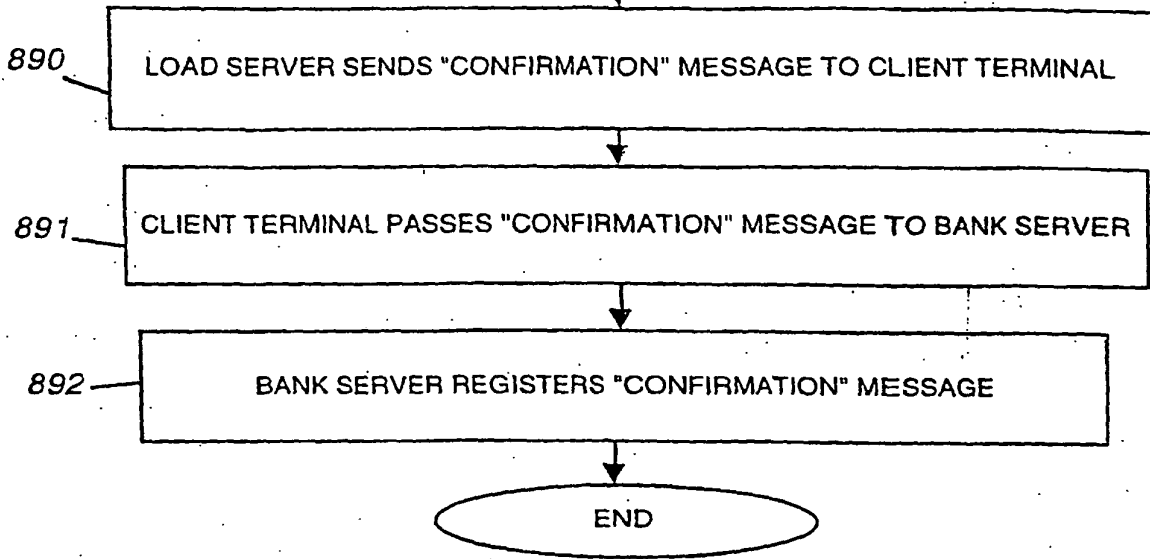 890
LOAD SERVER SENDS "CONFIRMATION" MESSAGE TO CLIENT TERMINAL
891
CLIENT TERMINAL PASSES "CONFIRMATION" MESSAGE TO BANK SERVER
892
BANK SERVER REGISTERS "CONFIRMATION" MESSAGE
END